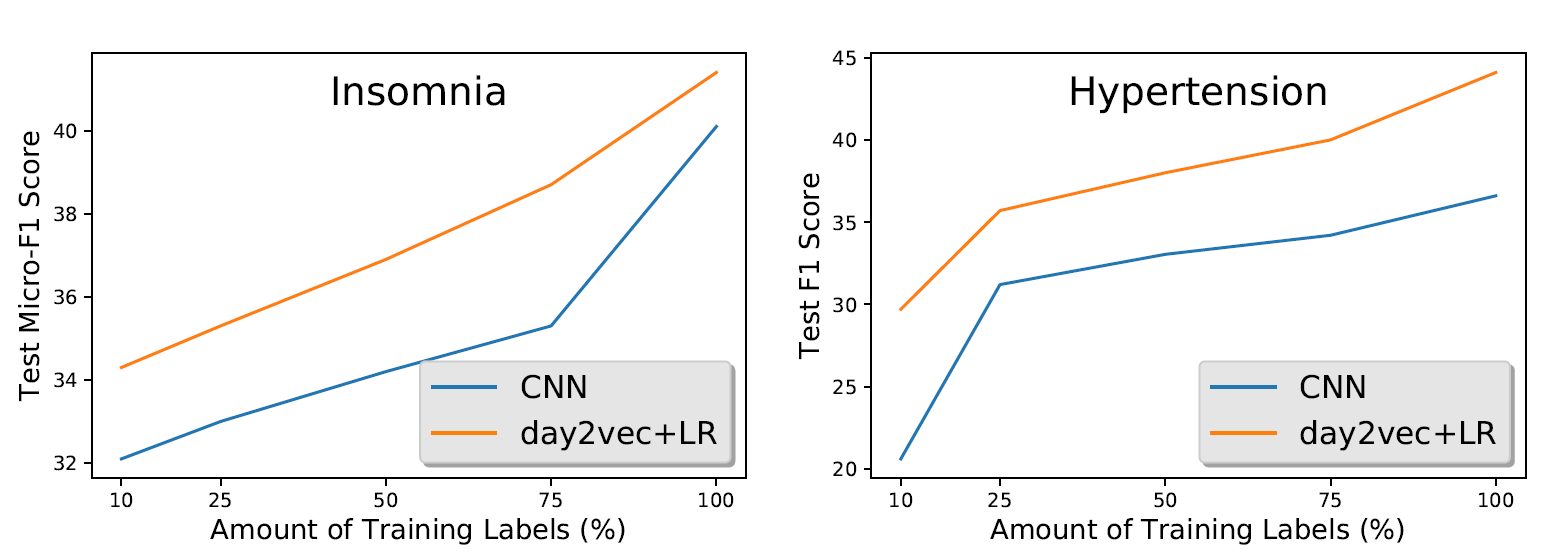 Insomnia
Test Micro-F1 Score
40
38
36
34
32
CNN
day2vec+LR
10 25 50 75 100
Amount of Training Labels (%)
Hypertension
Test F1 Score
45
40
35
30
25
20
CNN
day2vec+LR
10 25 50 75 100
Amount of Training Labels (%)